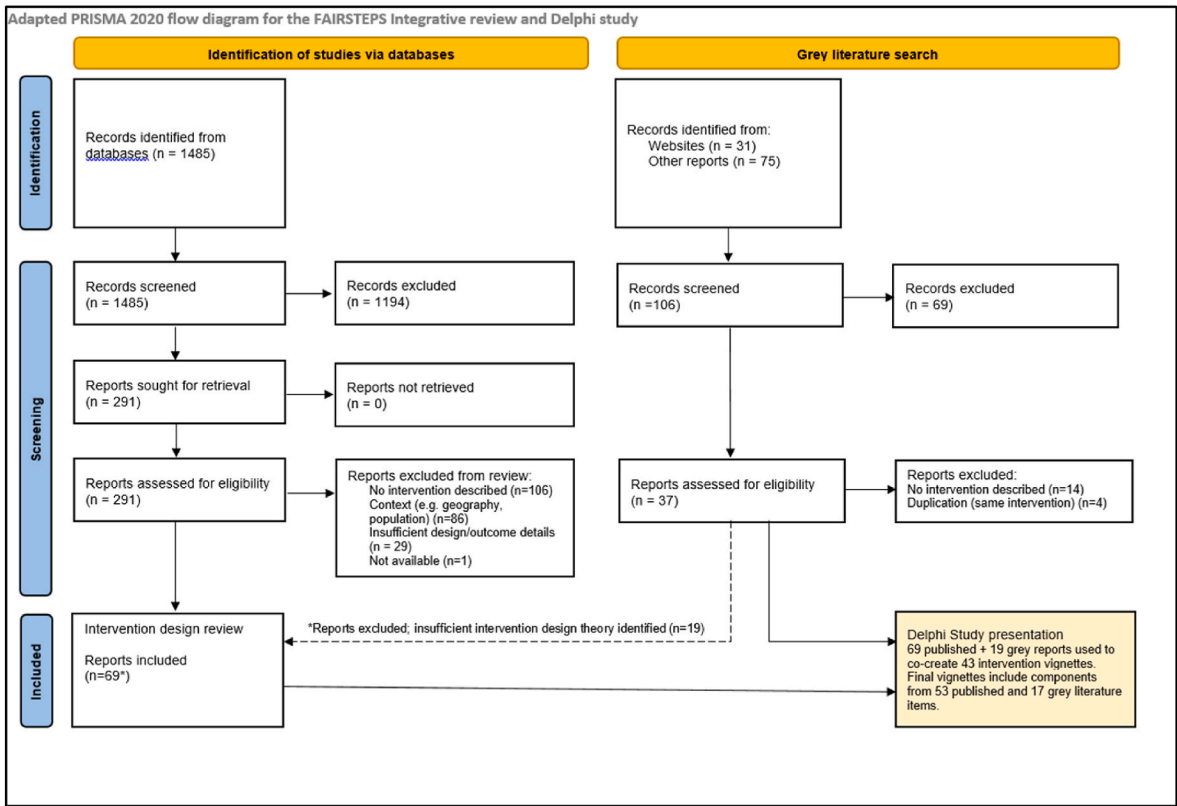 Adapted PRISMA 2020 flow diagram for the FAIRSTEPS Integrative review and Delphi study
Identification of studies via databases
Grey literature search
Identification
Records identified from
databases (n = 1485)
Records identified from:
Websites (n = 31)
Other reports (n = 75)
Screening
Records screened
(n = 1485)
Records excluded
(n = 1194)
Records screened
(n =106)
Records excluded
(n = 69)
Reports sought for retrieval
(n = 291)
Reports not retrieved
(n = 0)
Reports assessed for eligibility
(n = 291)
Reports excluded from review:
No intervention described (n=106)
Context (e.g. geography,
population) (n=86)
Insufficient design/outcome details
(n = 29)
Not available (n=1)
Reports assessed for eligibility
(n = 37)
Reports excluded:
No intervention described (n=14)
Duplication (same intervention) (n=4)
Included
Intervention design review
Reports included
(n=69*)
*Reports excluded; insufficient intervention design theory identified (n=19)
Delphi Study presentation
69 published + 19 grey reports used to
co-create 43 intervention vignettes.
Final vignettes include components
from 53 published and 17 grey literature
items.